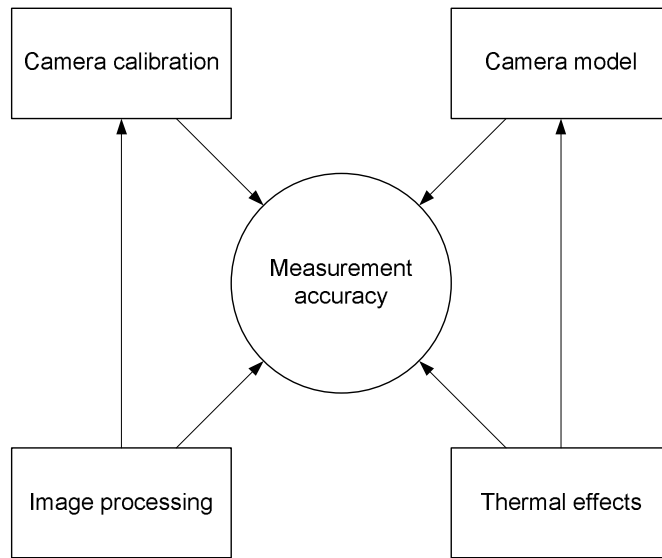 Camera calibration
Camera model
Measurement
accuracy
Image processing
Thermal effects